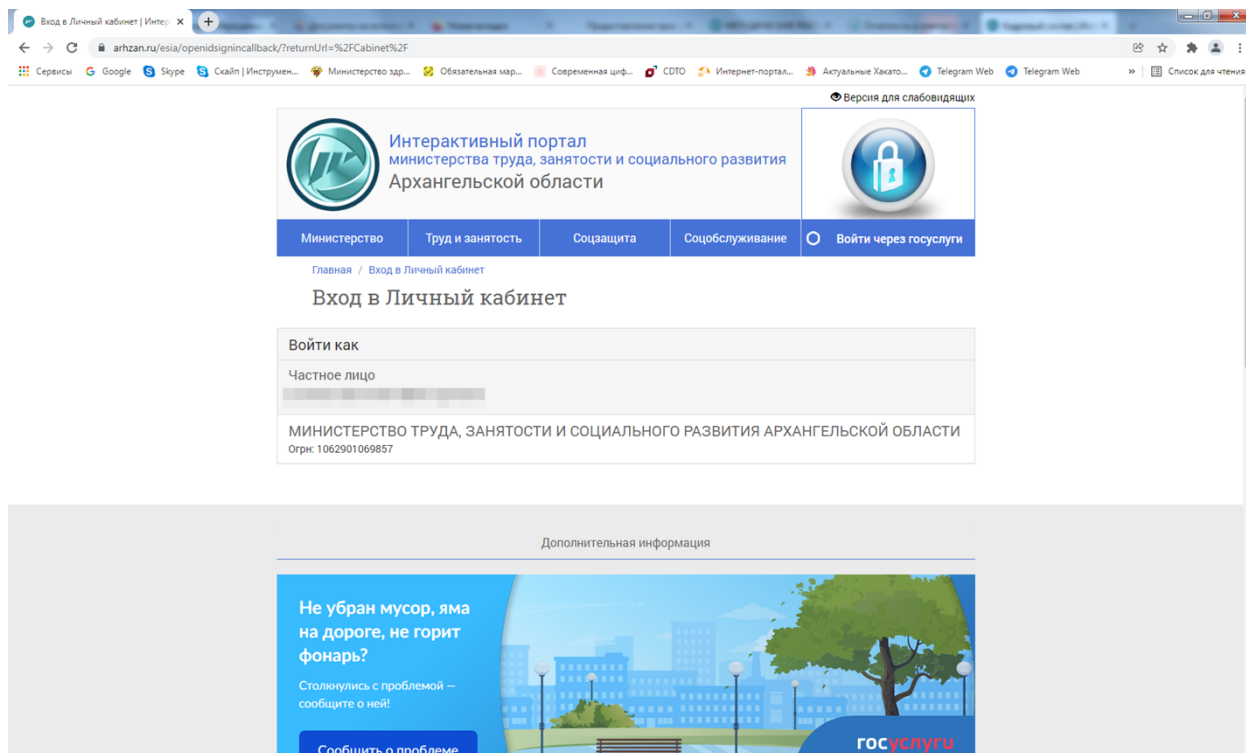 Вход в Личный кабинет | Интер
arhzan.ru/esia/openidsignincallback/?returnUrl=%2FCabinet%2F
Сервисы Google Skype Скайп | Инструмен... Министерство здр... Обязательная мар... Современная циф... CDTO Интернет-портал... Актуальные Хакато... Telegram Web Telegram Web » Список для чтения
Версия для слабовидящих
Интерактивный портал
министерства труда, занятости и социального развития
Архангельской области
Министерство Труд и занятость Соцзащита Соцобслуживание Войти через госуслуги
Главная / Вход в Личный кабинет
Вход в Личный кабинет
Войти как
Частное лицо
МИНИСТЕРСТВО ТРУДА, ЗАНЯТОСТИ И СОЦИАЛЬНОГО РАЗВИТИЯ АРХАНГЕЛЬСКОЙ ОБЛАСТИ
Огрн: 1062901069857
Дополнительная информация
Не убран мусор, яма
на дороге, не горит
фонарь?
Столкнулись с проблемой —
сообщите о ней!
Сообщить о проблеме
госуслуги